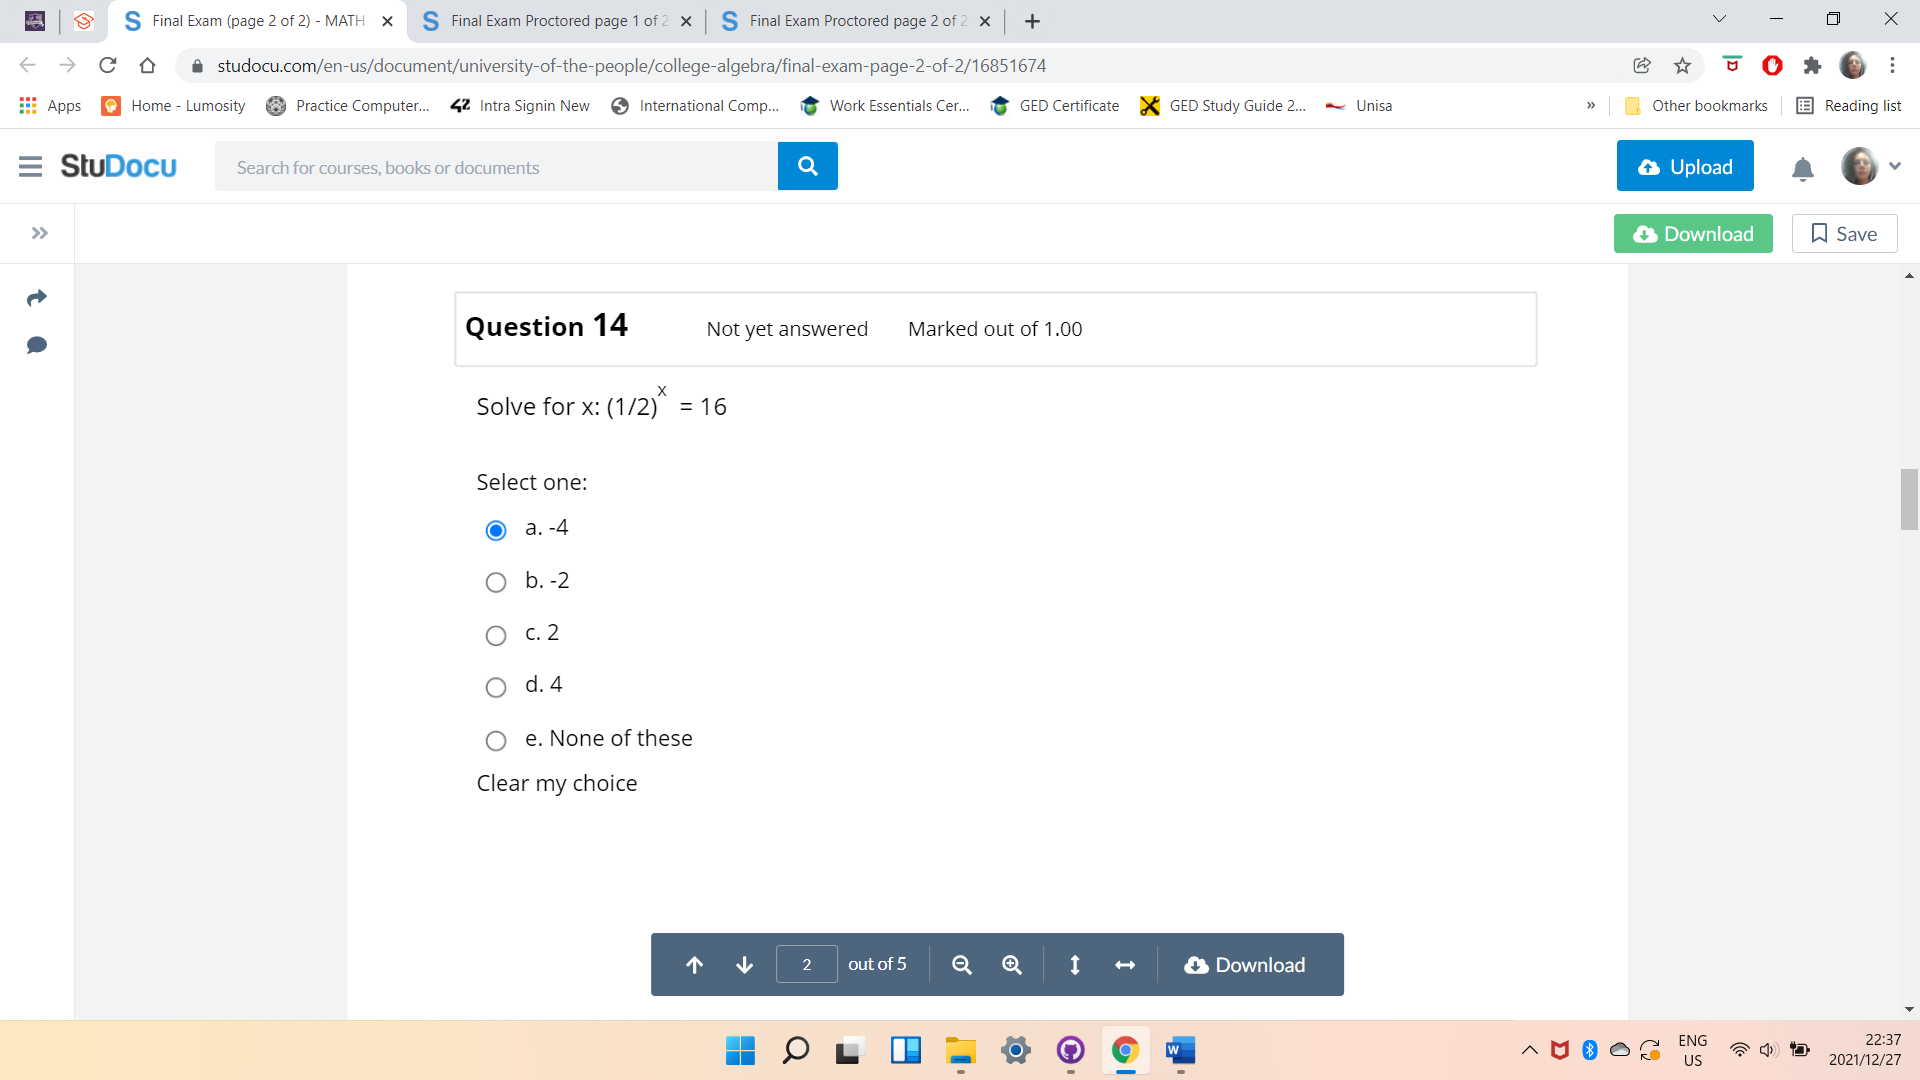 Final Exam (page 2 of 2) - MATH
Final Exam Proctored page 1 of 2
Final Exam Proctored page 2 of 2
studocu.com/en-us/document/university-of-the-people/college-algebra/final-exam-page-2-of-2/16851674
Apps
Home - Lumosity
Practice Computer...
Intra Signin New
International Comp...
Work Essentials Cer...
GED Certificate
GED Study Guide 2...
Unisa
»
Other bookmarks
Reading list
StuDocu
Search for courses, books or documents
Upload
Download
Save
Question 14 Not yet answered Marked out of 1.00
Solve for x: (1/2)^x = 16
Select one:
a. -4
b. -2
c. 2
d. 4
e. None of these
Clear my choice
2 out of 5 Download
ENG
US
22:37
2021/12/27